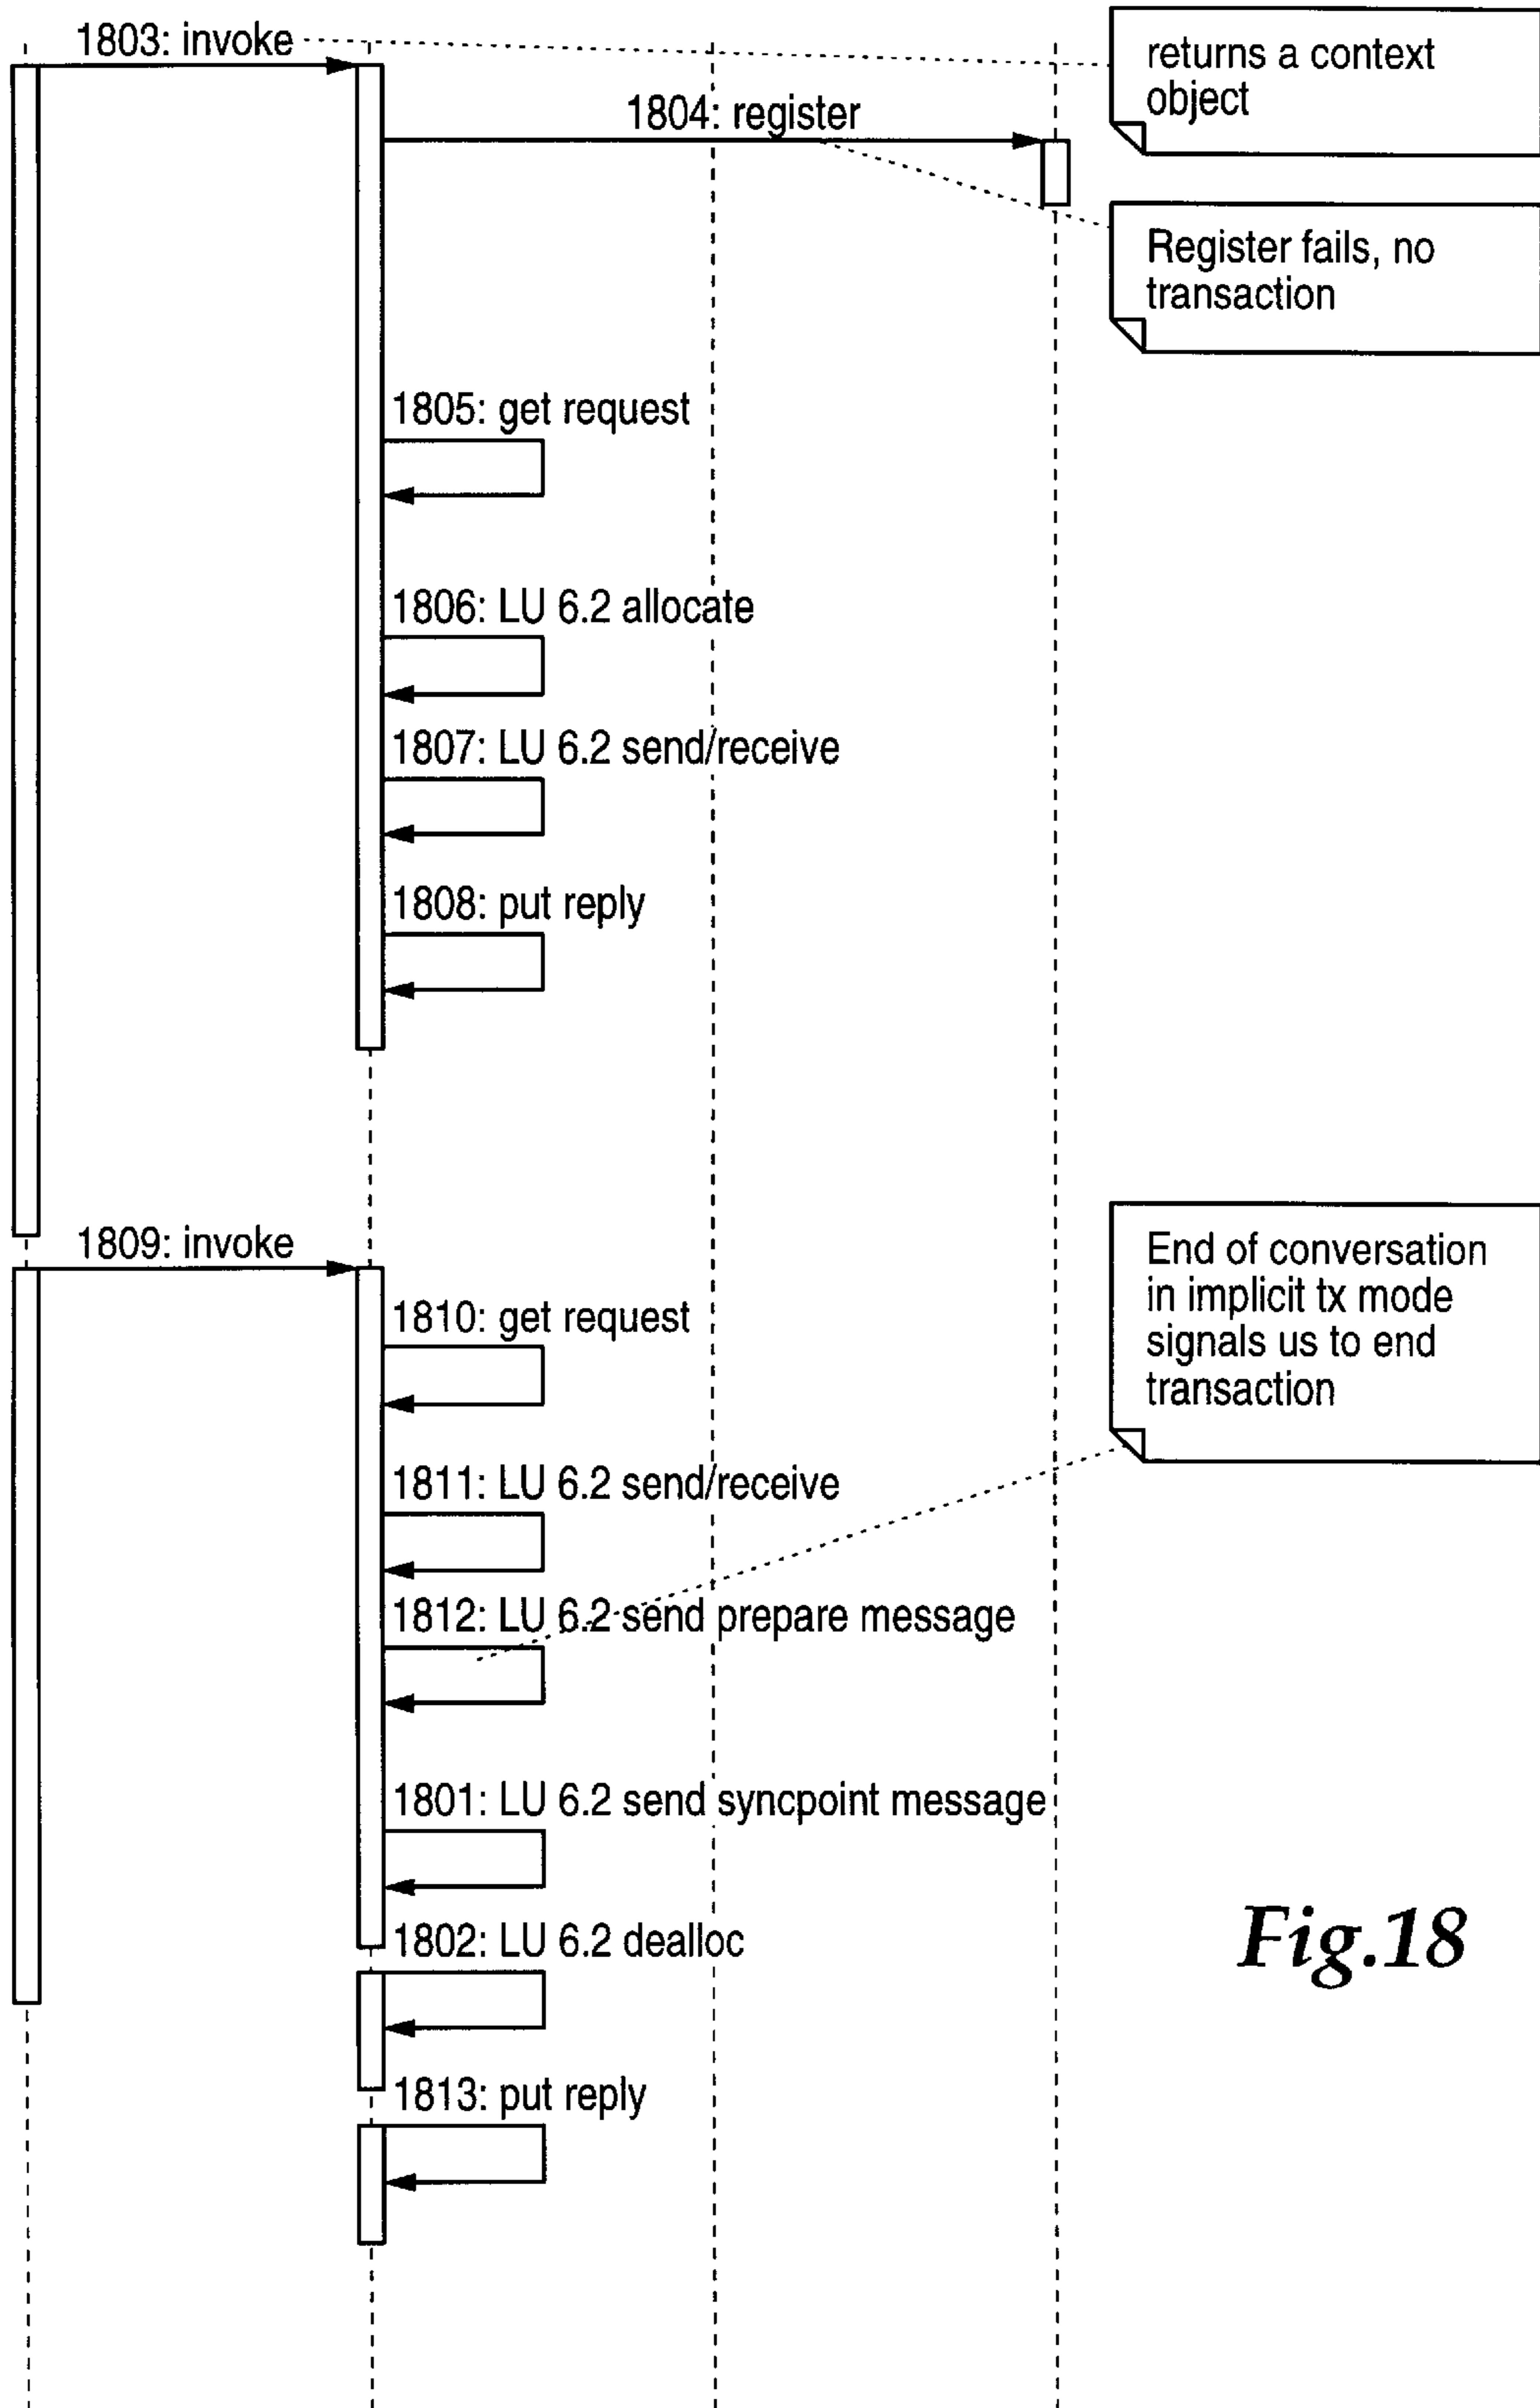 1803: invoke
returns a context
object
1804: register
Register fails, no
transaction
1805: get request
1806: LU 6.2 allocate
1807: LU 6.2 send/receive
1808: put reply
1809: invoke
End of conversation
in implicit tx mode
signals us to end
transaction
1810: get request
1811: LU 6.2 send/receive
1812: LU 6.2 send prepare message
1801: LU 6.2 send syncpoint message
1802: LU 6.2 dealloc
1813: put reply
Fig.18